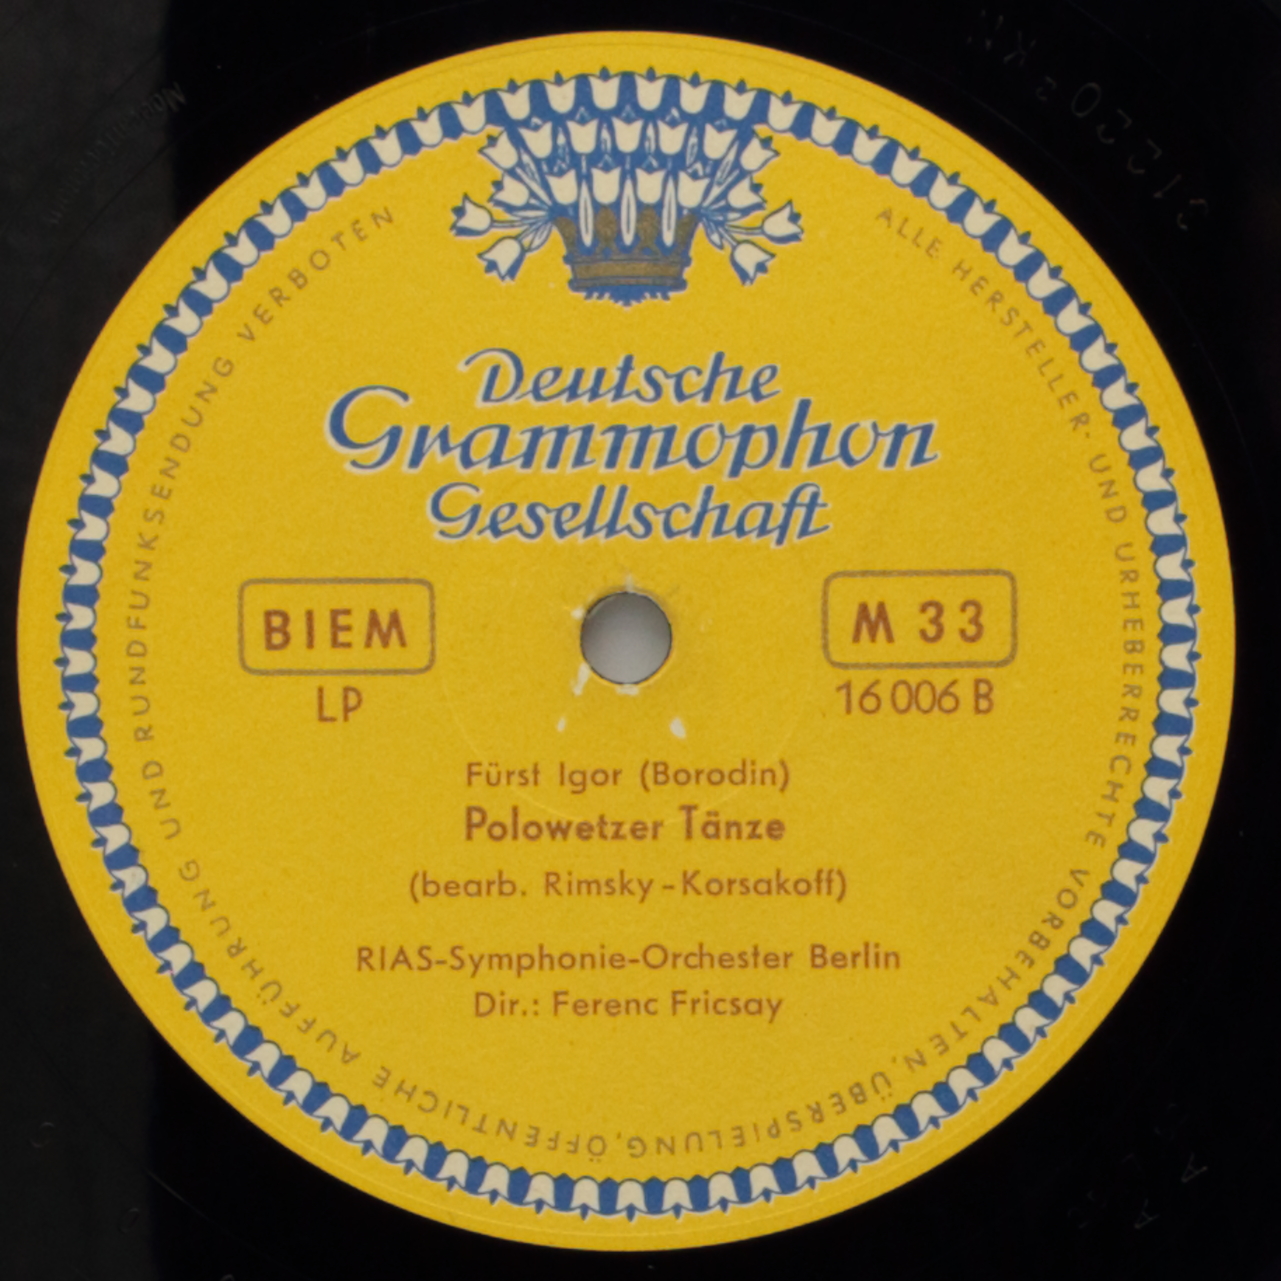 Deutsche
Grammophon
Gesellschaft
BIEM
LP
M 33
16 006 B
Fürst Igor (Borodin)
Polowetzer Tänze
(bearb. Rimsky-Korsakoff)
RIAS-Symphonie-Orchester Berlin
Dir.: Ferenc Fricsay
ALLE HERSTELLER- UND URHEBERRECHTE VORBEHALTEN, ÜBERSPIELUNG, ÖFFENTLICHE AUFFÜHRUNG UND RUNDFUNKSENDUNG VERBOTEN